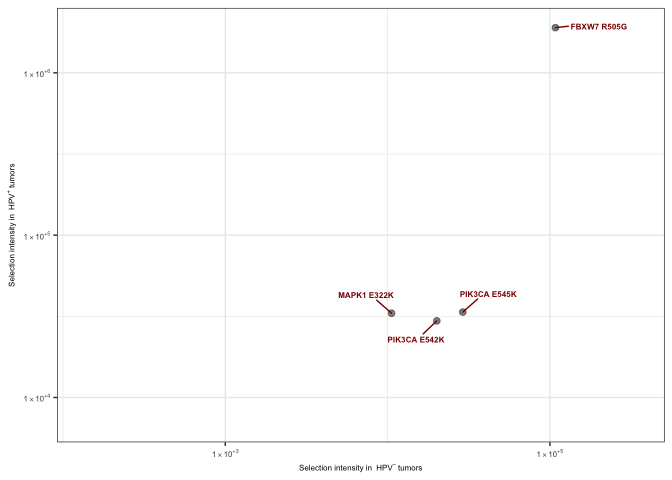 FBXW7 R505G
1 × 10⁺⁶
Selection intensity in HPV⁺ tumors
1 × 10⁺⁵
PIK3CA E545K
MAPK1 E322K
PIK3CA E542K
1 × 10⁺⁴
1 × 10⁺³
1 × 10⁺⁵
Selection intensity in HPV⁻ tumors